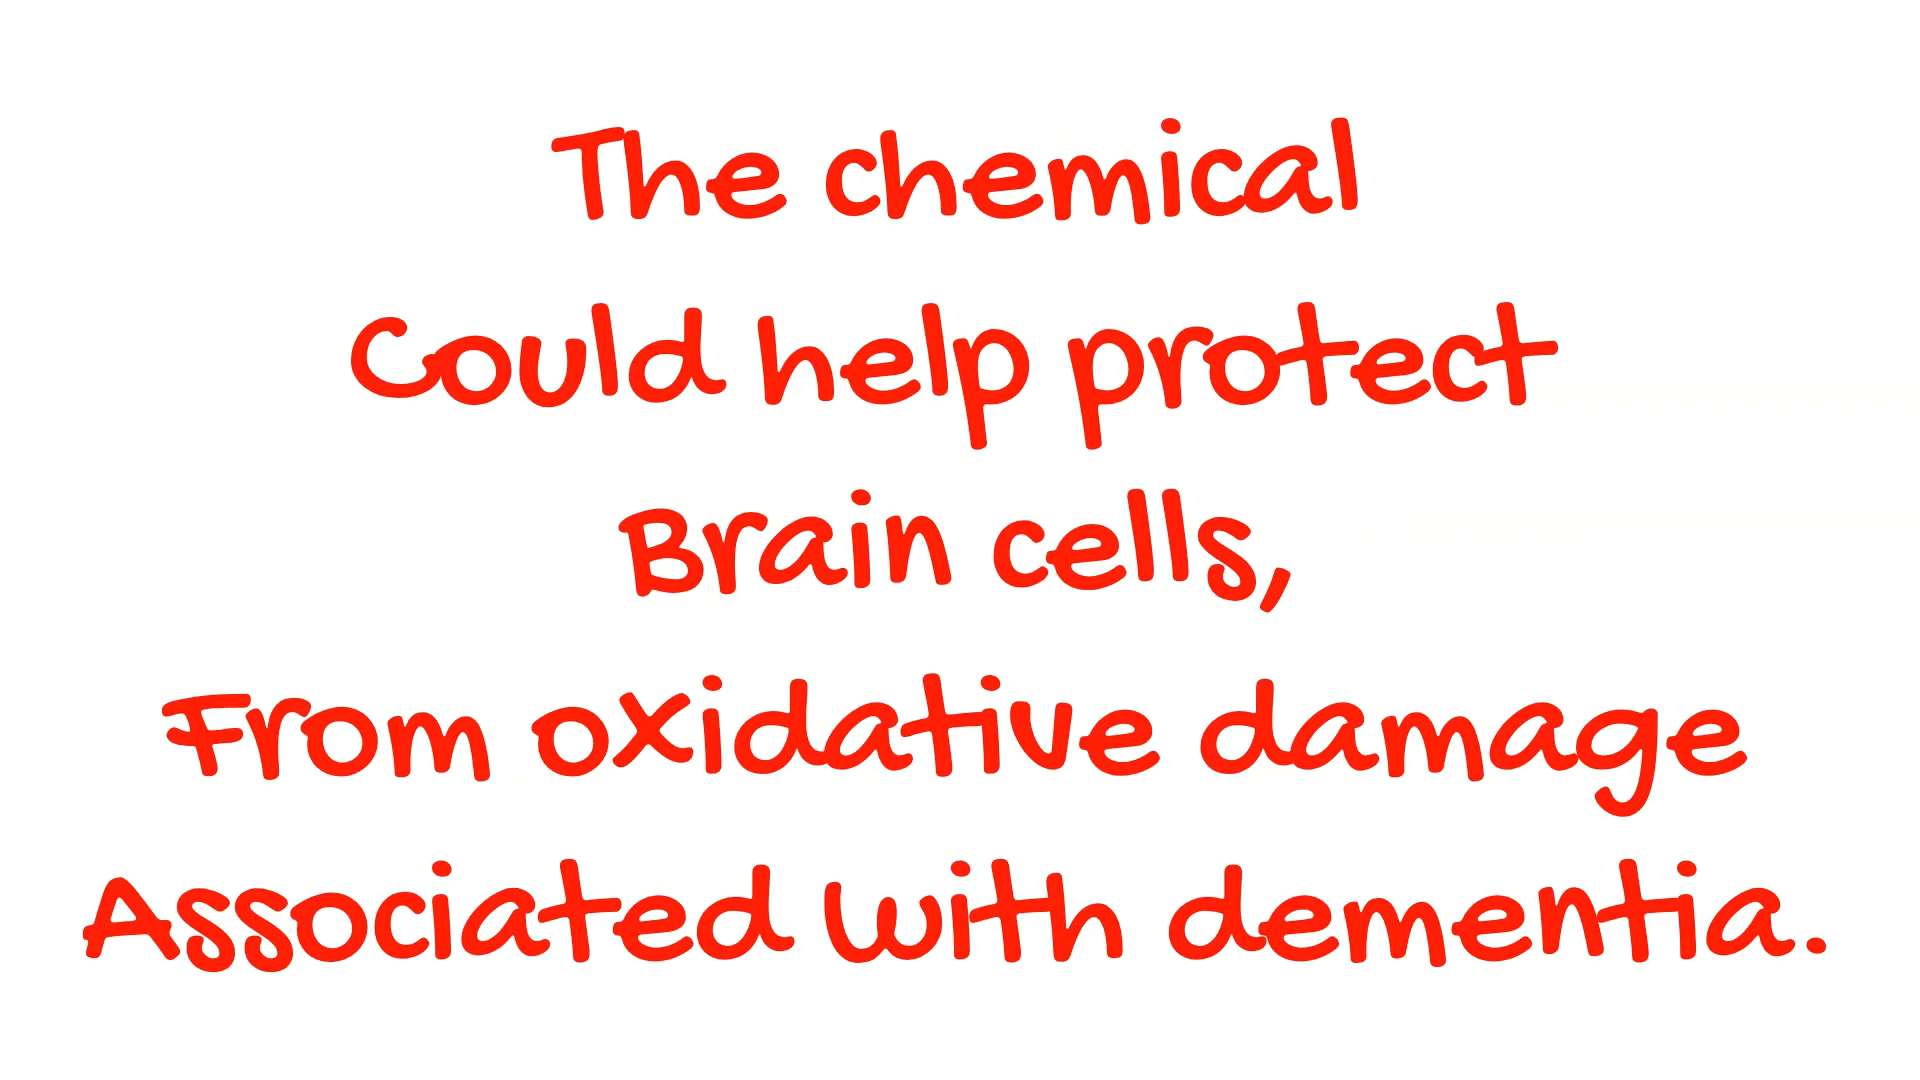 The chemical
Could help protect
Brain cells,
From oxidative damage
Associated with dementia.